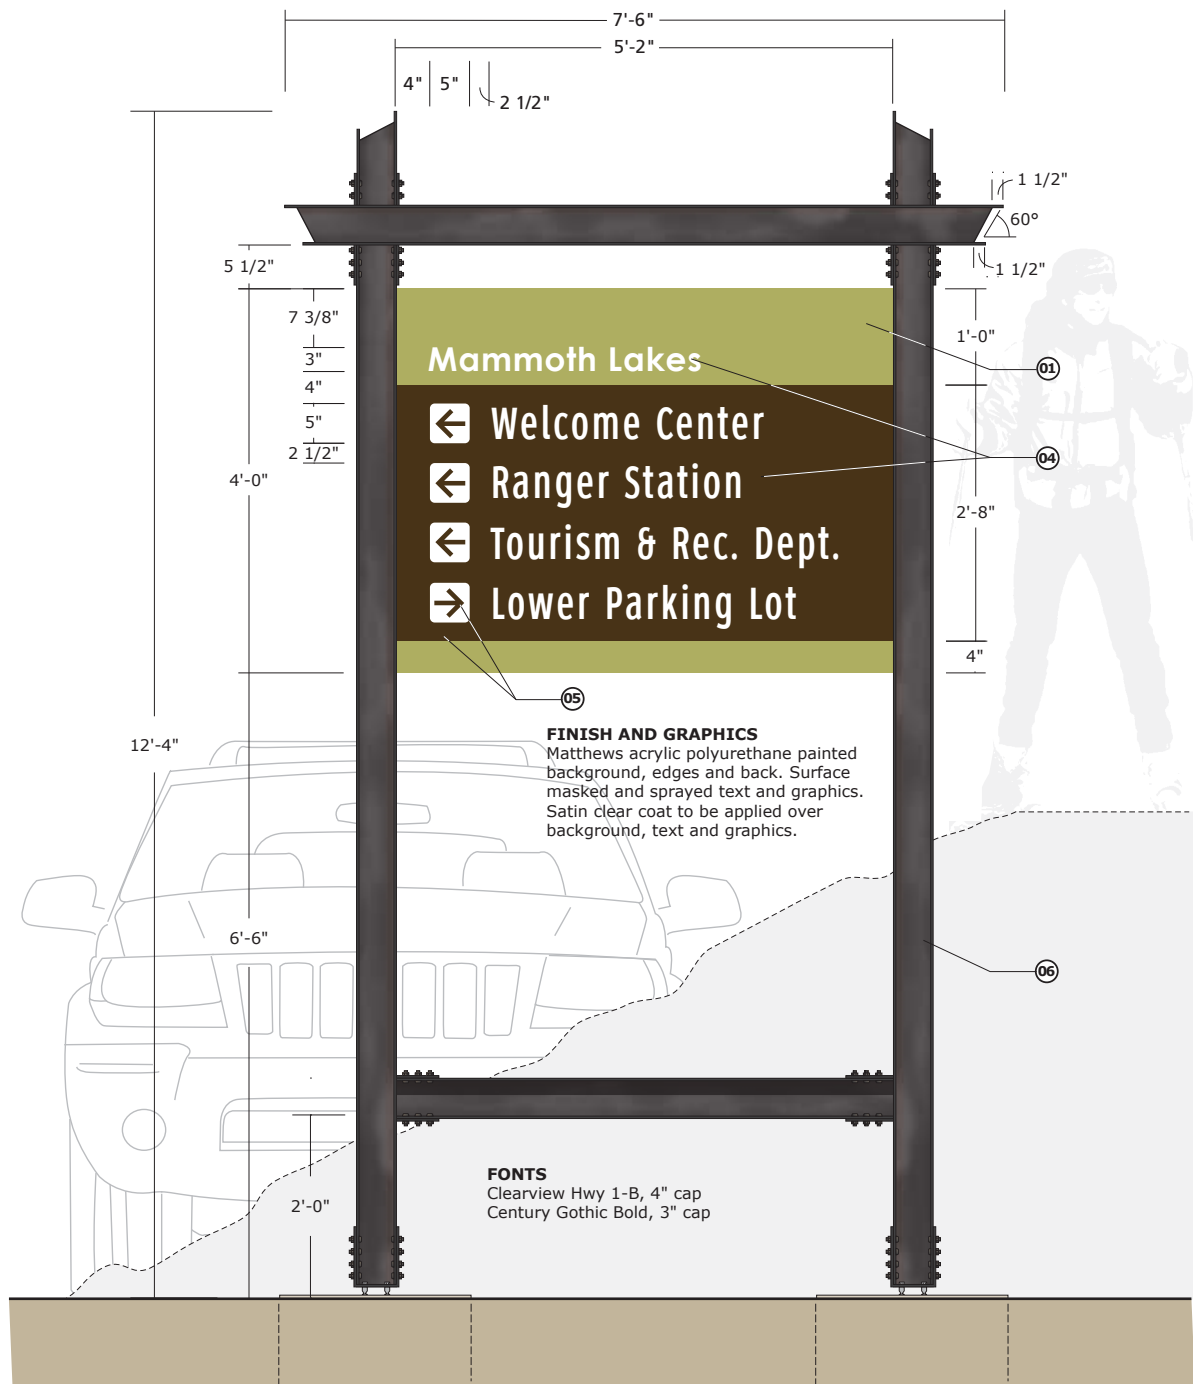 7'-6"
5'-2"
4" 5"
2 1/2"
1 1/2"
60°
1 1/2"
5 1/2"
7 3/8"
3"
4"
5"
2 1/2"
4'-0"
1'-0"
01
Mammoth Lakes
Welcome Center
04
Ranger Station
2'-8"
Tourism & Rec. Dept.
Lower Parking Lot
4"
05
12'-4"
FINISH AND GRAPHICS
Matthews acrylic polyurethane painted
background, edges and back. Surface
masked and sprayed text and graphics.
Satin clear coat to be applied over
background, text and graphics.
6'-6"
06
FONTS
Clearview Hwy 1-B, 4" cap
Century Gothic Bold, 3" cap
2'-0"